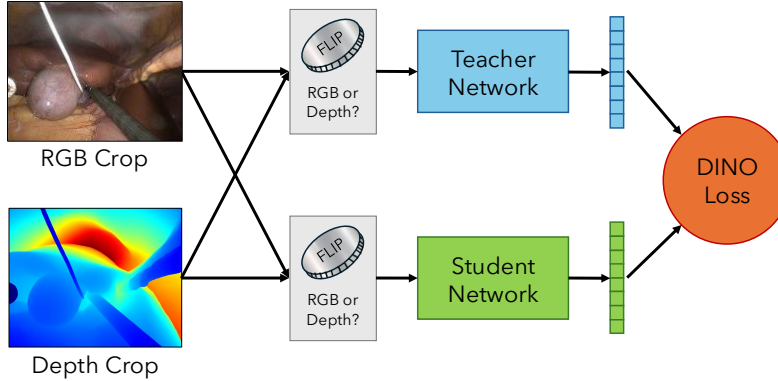 RGB Crop
Depth Crop
FLIP
RGB or
Depth?
FLIP
RGB or
Depth?
Teacher
Network
Student
Network
DINO
Loss